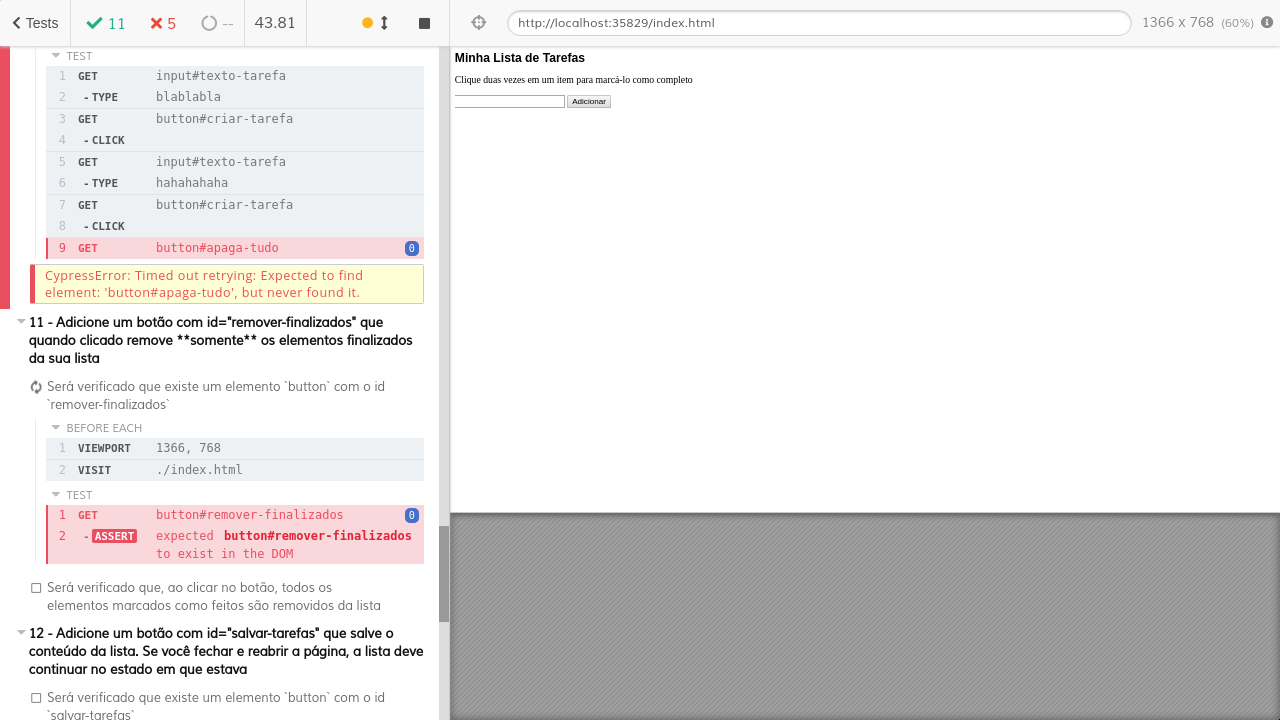 Tests
11
5
--
43.81
http://localhost:35829/index.html
1366 x 768 (60%)
TEST
1 GET input#texto-tarefa
2 - TYPE blablabla
3 GET button#criar-tarefa
4 - CLICK
5 GET input#texto-tarefa
6 - TYPE hahahahaha
7 GET button#criar-tarefa
8 - CLICK
9 GET button#apaga-tudo 0
CypressError: Timed out retrying: Expected to find
element: 'button#apaga-tudo', but never found it.
11 - Adicione um botão com id="remover-finalizados" que
quando clicado remove **somente** os elementos finalizados
da sua lista
Será verificado que existe um elemento `button` com o id
`remover-finalizados`
BEFORE EACH
1 VIEWPORT 1366, 768
2 VISIT ./index.html
TEST
1 GET button#remover-finalizados 0
2 - ASSERT expected button#remover-finalizados
to exist in the DOM
Será verificado que, ao clicar no botão, todos os
elementos marcados como feitos são removidos da lista
12 - Adicione um botão com id="salvar-tarefas" que salve o
conteúdo da lista. Se você fechar e reabrir a página, a lista deve
continuar no estado em que estava
Será verificado que existe um elemento `button` com o id
`salvar-tarefas`
Minha Lista de Tarefas
Clique duas vezes em um item para marcá-lo como completo
Adicionar